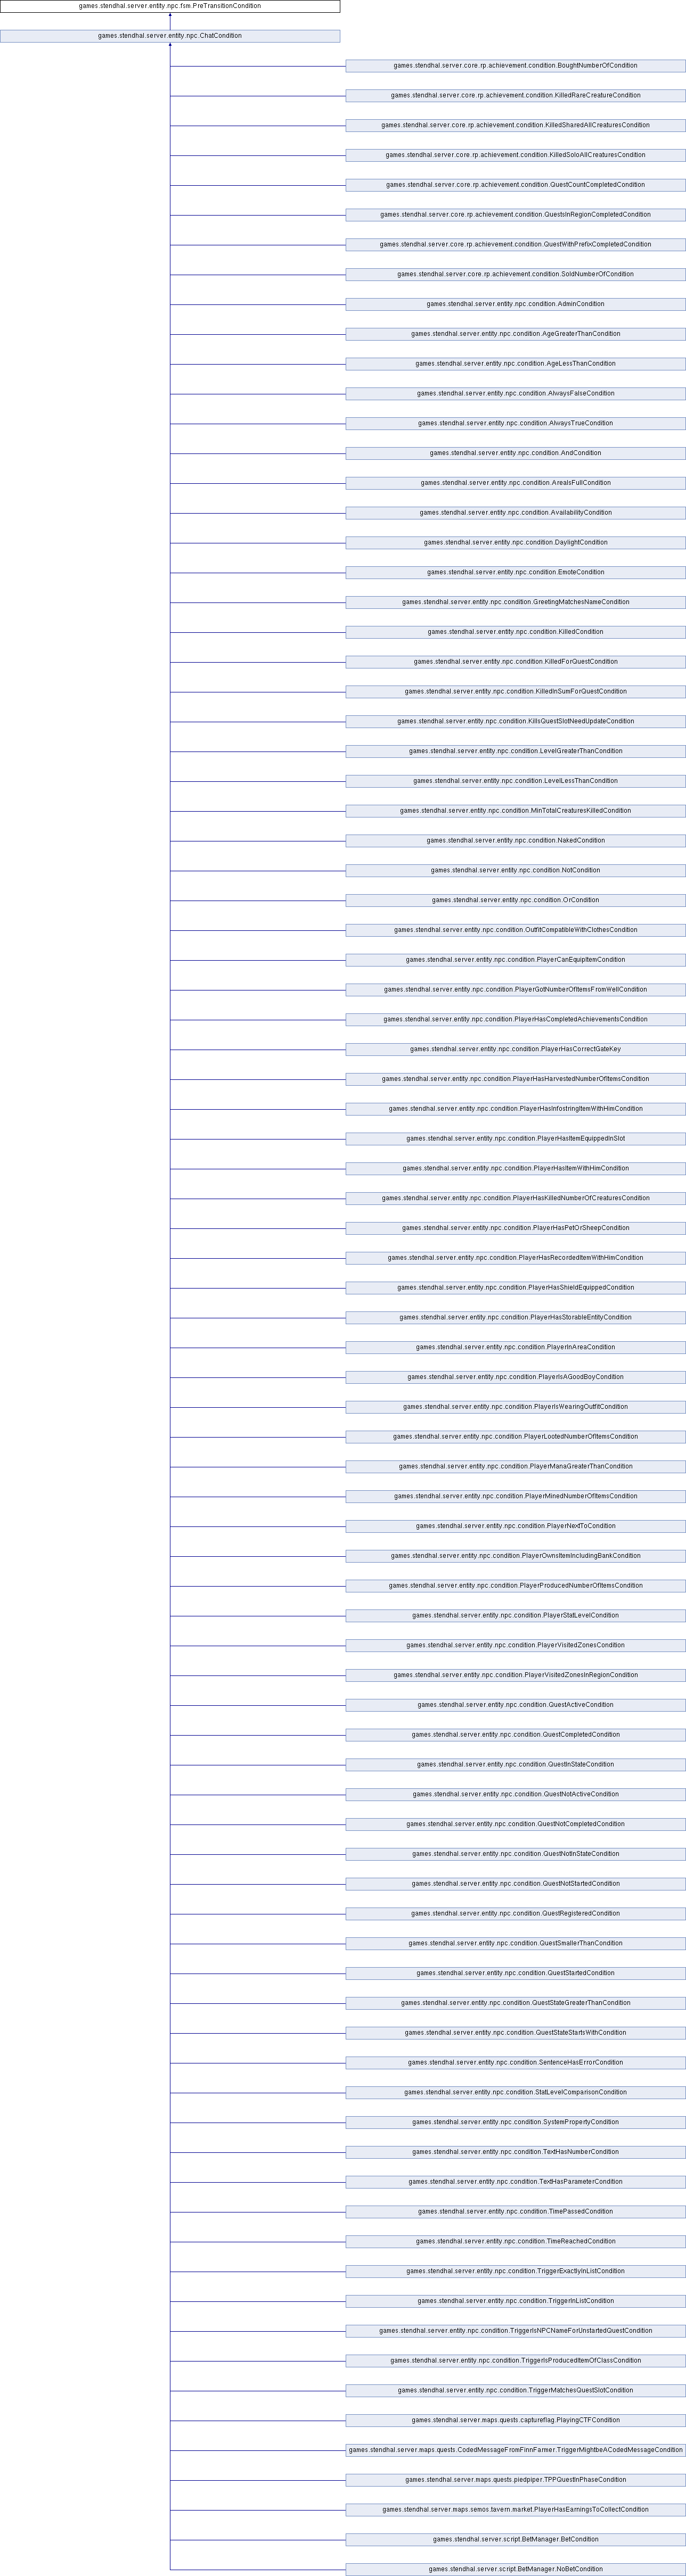 games.stendhal.server.entity.npc.fsm.PreTransitionCondition
games.stendhal.server.entity.npc.ChatCondition
games.stendhal.server.core.rp.achievement.condition.BoughtNumberOfCondition
games.stendhal.server.core.rp.achievement.condition.KilledRareCreatureCondition
games.stendhal.server.core.rp.achievement.condition.KilledSharedAllCreaturesCondition
games.stendhal.server.core.rp.achievement.condition.KilledSoloAllCreaturesCondition
games.stendhal.server.core.rp.achievement.condition.QuestCountCompletedCondition
games.stendhal.server.core.rp.achievement.condition.QuestsInRegionCompletedCondition
games.stendhal.server.core.rp.achievement.condition.QuestWithPrefixCompletedCondition
games.stendhal.server.core.rp.achievement.condition.SoldNumberOfCondition
games.stendhal.server.entity.npc.condition.AdminCondition
games.stendhal.server.entity.npc.condition.AgeGreaterThanCondition
games.stendhal.server.entity.npc.condition.AgeLessThanCondition
games.stendhal.server.entity.npc.condition.AlwaysFalseCondition
games.stendhal.server.entity.npc.condition.AlwaysTrueCondition
games.stendhal.server.entity.npc.condition.AndCondition
games.stendhal.server.entity.npc.condition.AreaIsFullCondition
games.stendhal.server.entity.npc.condition.AvailabilityCondition
games.stendhal.server.entity.npc.condition.DaylightCondition
games.stendhal.server.entity.npc.condition.EmoteCondition
games.stendhal.server.entity.npc.condition.GreetingMatchesNameCondition
games.stendhal.server.entity.npc.condition.KilledCondition
games.stendhal.server.entity.npc.condition.KilledForQuestCondition
games.stendhal.server.entity.npc.condition.KilledInSumForQuestCondition
games.stendhal.server.entity.npc.condition.KillsQuestSlotNeedUpdateCondition
games.stendhal.server.entity.npc.condition.LevelGreaterThanCondition
games.stendhal.server.entity.npc.condition.LevelLessThanCondition
games.stendhal.server.entity.npc.condition.MinTotalCreaturesKilledCondition
games.stendhal.server.entity.npc.condition.NakedCondition
games.stendhal.server.entity.npc.condition.NotCondition
games.stendhal.server.entity.npc.condition.OrCondition
games.stendhal.server.entity.npc.condition.OutfitCompatibleWithClothesCondition
games.stendhal.server.entity.npc.condition.PlayerCanEquipItemCondition
games.stendhal.server.entity.npc.condition.PlayerGotNumberOfItemsFromWellCondition
games.stendhal.server.entity.npc.condition.PlayerHasCompletedAchievementsCondition
games.stendhal.server.entity.npc.condition.PlayerHasCorrectGateKey
games.stendhal.server.entity.npc.condition.PlayerHasHarvestedNumberOfItemsCondition
games.stendhal.server.entity.npc.condition.PlayerHasInfostringItemWithHimCondition
games.stendhal.server.entity.npc.condition.PlayerHasItemEquippedInSlot
games.stendhal.server.entity.npc.condition.PlayerHasItemWithHimCondition
games.stendhal.server.entity.npc.condition.PlayerHasKilledNumberOfCreaturesCondition
games.stendhal.server.entity.npc.condition.PlayerHasPetOrSheepCondition
games.stendhal.server.entity.npc.condition.PlayerHasRecordedItemWithHimCondition
games.stendhal.server.entity.npc.condition.PlayerHasShieldEquippedCondition
games.stendhal.server.entity.npc.condition.PlayerHasStorableEntityCondition
games.stendhal.server.entity.npc.condition.PlayerInAreaCondition
games.stendhal.server.entity.npc.condition.PlayerIsAGoodBoyCondition
games.stendhal.server.entity.npc.condition.PlayerIsWearingOutfitCondition
games.stendhal.server.entity.npc.condition.PlayerLootedNumberOfItemsCondition
games.stendhal.server.entity.npc.condition.PlayerManaGreaterThanCondition
games.stendhal.server.entity.npc.condition.PlayerMinedNumberOfItemsCondition
games.stendhal.server.entity.npc.condition.PlayerNextToCondition
games.stendhal.server.entity.npc.condition.PlayerOwnsItemIncludingBankCondition
games.stendhal.server.entity.npc.condition.PlayerProducedNumberOfItemsCondition
games.stendhal.server.entity.npc.condition.PlayerStatLevelCondition
games.stendhal.server.entity.npc.condition.PlayerVisitedZonesCondition
games.stendhal.server.entity.npc.condition.PlayerVisitedZonesInRegionCondition
games.stendhal.server.entity.npc.condition.QuestActiveCondition
games.stendhal.server.entity.npc.condition.QuestCompletedCondition
games.stendhal.server.entity.npc.condition.QuestInStateCondition
games.stendhal.server.entity.npc.condition.QuestNotActiveCondition
games.stendhal.server.entity.npc.condition.QuestNotCompletedCondition
games.stendhal.server.entity.npc.condition.QuestNotInStateCondition
games.stendhal.server.entity.npc.condition.QuestNotStartedCondition
games.stendhal.server.entity.npc.condition.QuestRegisteredCondition
games.stendhal.server.entity.npc.condition.QuestSmallerThanCondition
games.stendhal.server.entity.npc.condition.QuestStartedCondition
games.stendhal.server.entity.npc.condition.QuestStateGreaterThanCondition
games.stendhal.server.entity.npc.condition.QuestStateStartsWithCondition
games.stendhal.server.entity.npc.condition.SentenceHasErrorCondition
games.stendhal.server.entity.npc.condition.StatLevelComparisonCondition
games.stendhal.server.entity.npc.condition.SystemPropertyCondition
games.stendhal.server.entity.npc.condition.TextHasNumberCondition
games.stendhal.server.entity.npc.condition.TextHasParameterCondition
games.stendhal.server.entity.npc.condition.TimePassedCondition
games.stendhal.server.entity.npc.condition.TimeReachedCondition
games.stendhal.server.entity.npc.condition.TriggerExactlyInListCondition
games.stendhal.server.entity.npc.condition.TriggerInListCondition
games.stendhal.server.entity.npc.condition.TriggerIsNPCNameForUnstartedQuestCondition
games.stendhal.server.entity.npc.condition.TriggerIsProducedItemOfClassCondition
games.stendhal.server.entity.npc.condition.TriggerMatchesQuestSlotCondition
games.stendhal.server.maps.quests.captureflag.PlayingCTFCondition
games.stendhal.server.maps.quests.CodedMessageFromFinnFarmer.TriggerMightbeACodedMessageCondition
games.stendhal.server.maps.quests.piedpiper.TPPQuestInPhaseCondition
games.stendhal.server.maps.semos.tavern.market.PlayerHasEarningsToCollectCondition
games.stendhal.server.script.BetManager.BetCondition
games.stendhal.server.script.BetManager.NoBetCondition